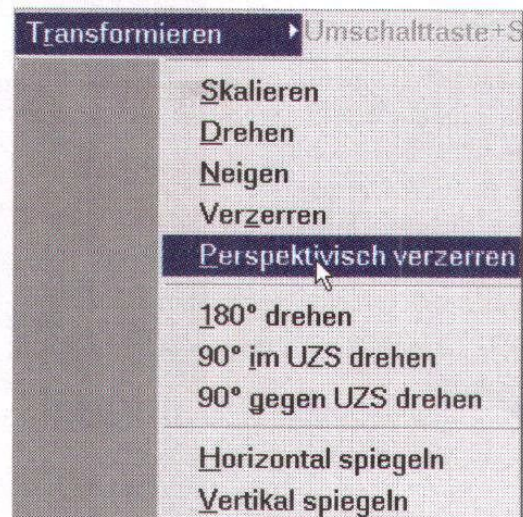 Transformieren Umschalttaste+S
Skalieren
Drehen
Neigen
Verzerren
Perspektivisch verzerren
180° drehen
90° im UZS drehen
90° gegen UZS drehen
Horizontal spiegeln
Vertikal spiegeln